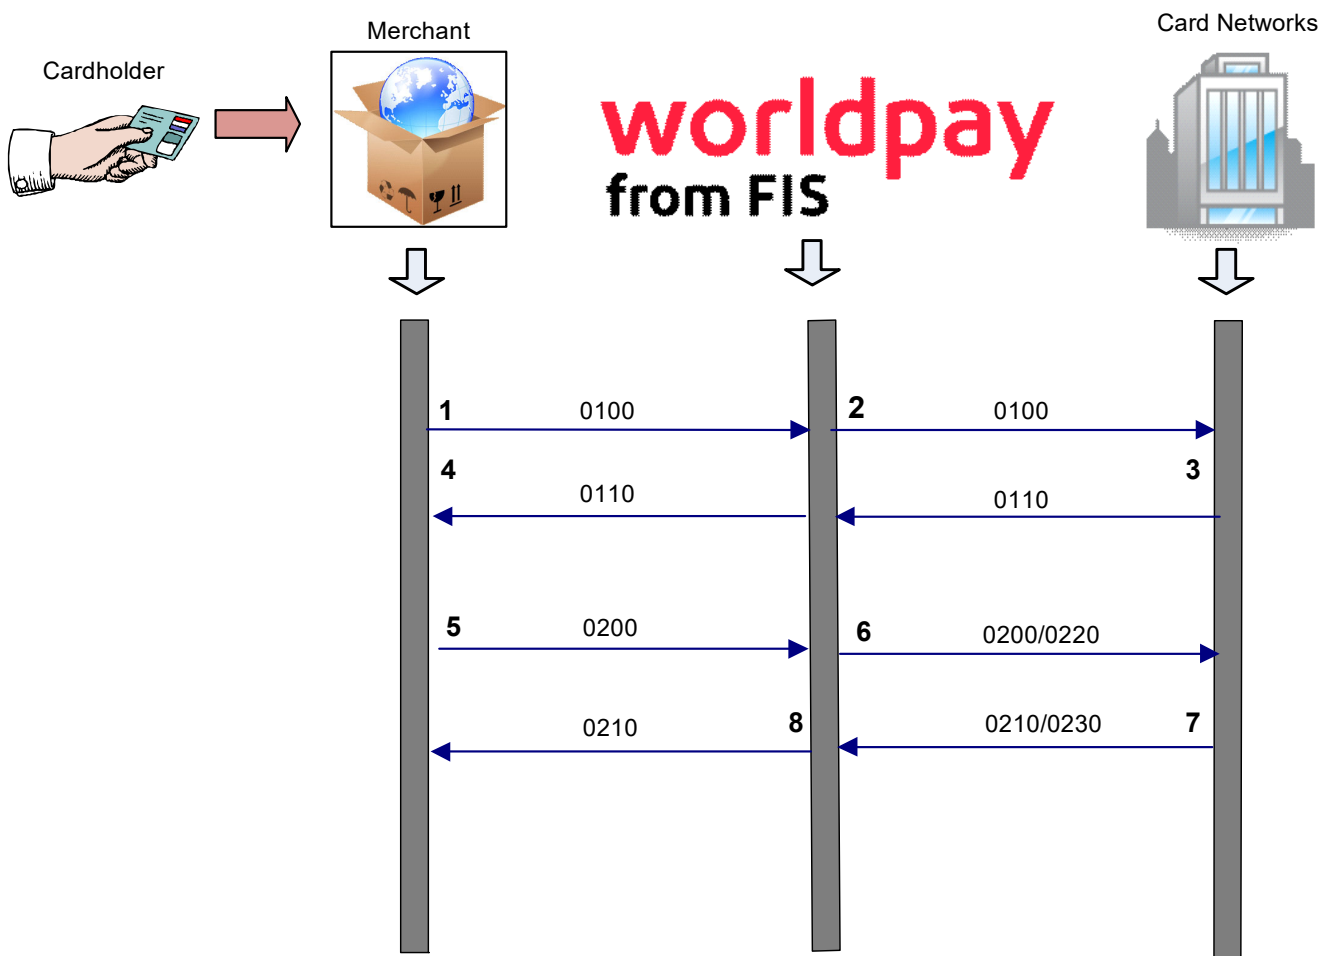 Cardholder
Merchant
Card Networks
worldpay
from FIS
1 0100 2 0100
4 3
0110 0110
5 0200 6 0200/0220
0210 8 0210/0230 7